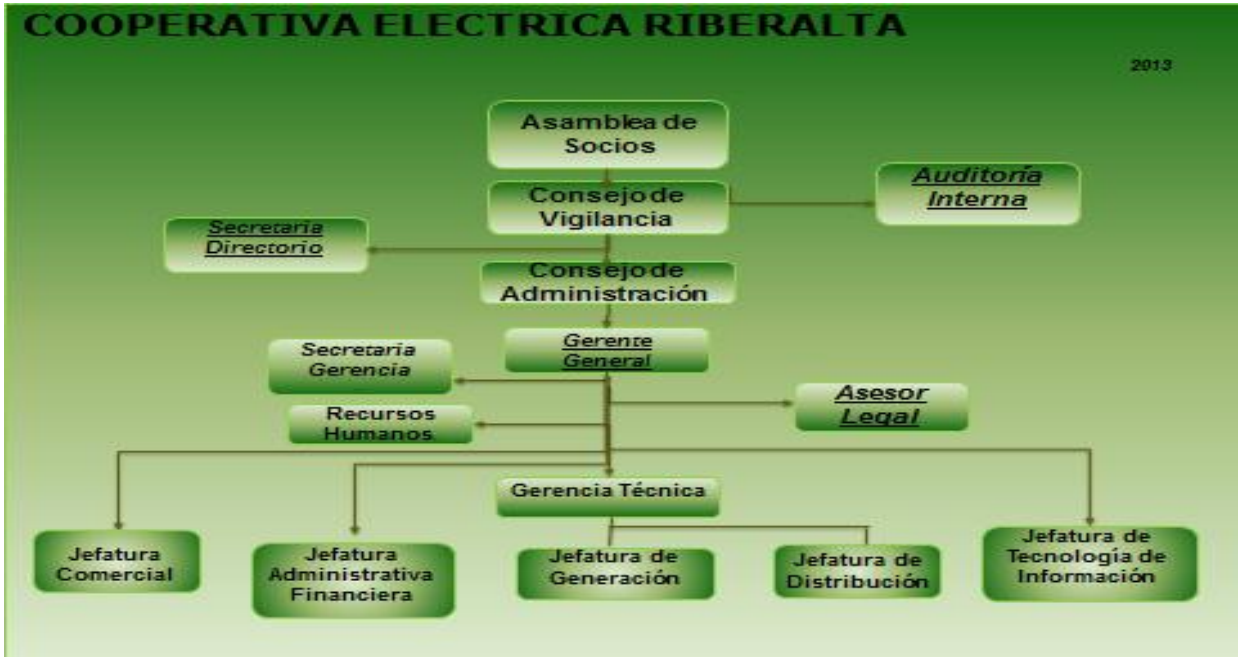 COOPERATIVA ELECTRICA RIBERALTA
2013
Asamblea de
Socios
Consejo de
Vigilancia
Auditoría
Interna
Secretaria
Directorio
Consejo de
Administración
Gerente
General
Secretaria
Gerencia
Asesor
Legal
Recursos
Humanos
Gerencia Técnica
Jefatura
Comercial
Jefatura
Administrativa
Financiera
Jefatura de
Generación
Jefatura de
Distribución
Jefatura de
Tecnología de
Información